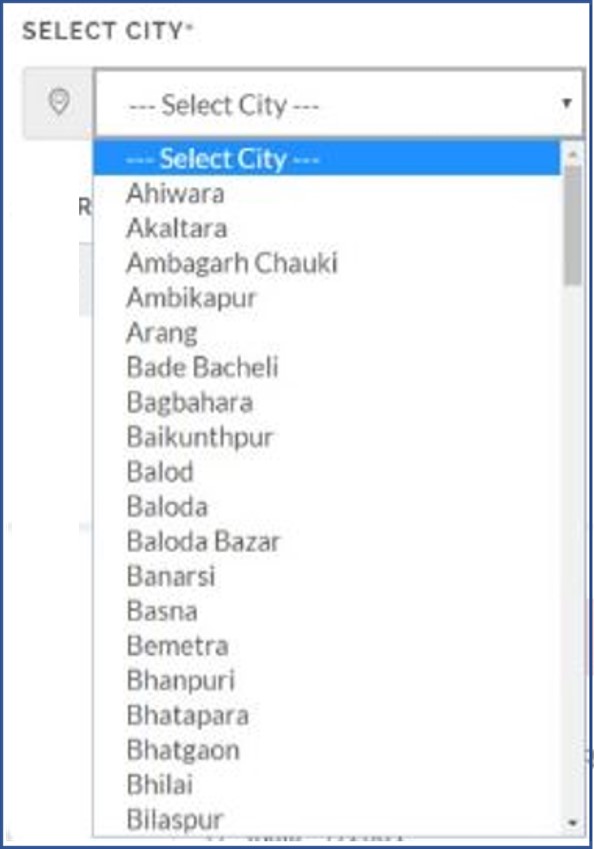 SELECT CITY*
--- Select City ---
--- Select City ---
Ahiwara
Akaltara
Ambagarh Chauki
Ambikapur
Arang
Bade Bacheli
Bagbahara
Baikunthpur
Balod
Baloda
Baloda Bazar
Banarsi
Basna
Bemetra
Bhanpuri
Bhatapara
Bhatgaon
Bhilai
Bilaspur